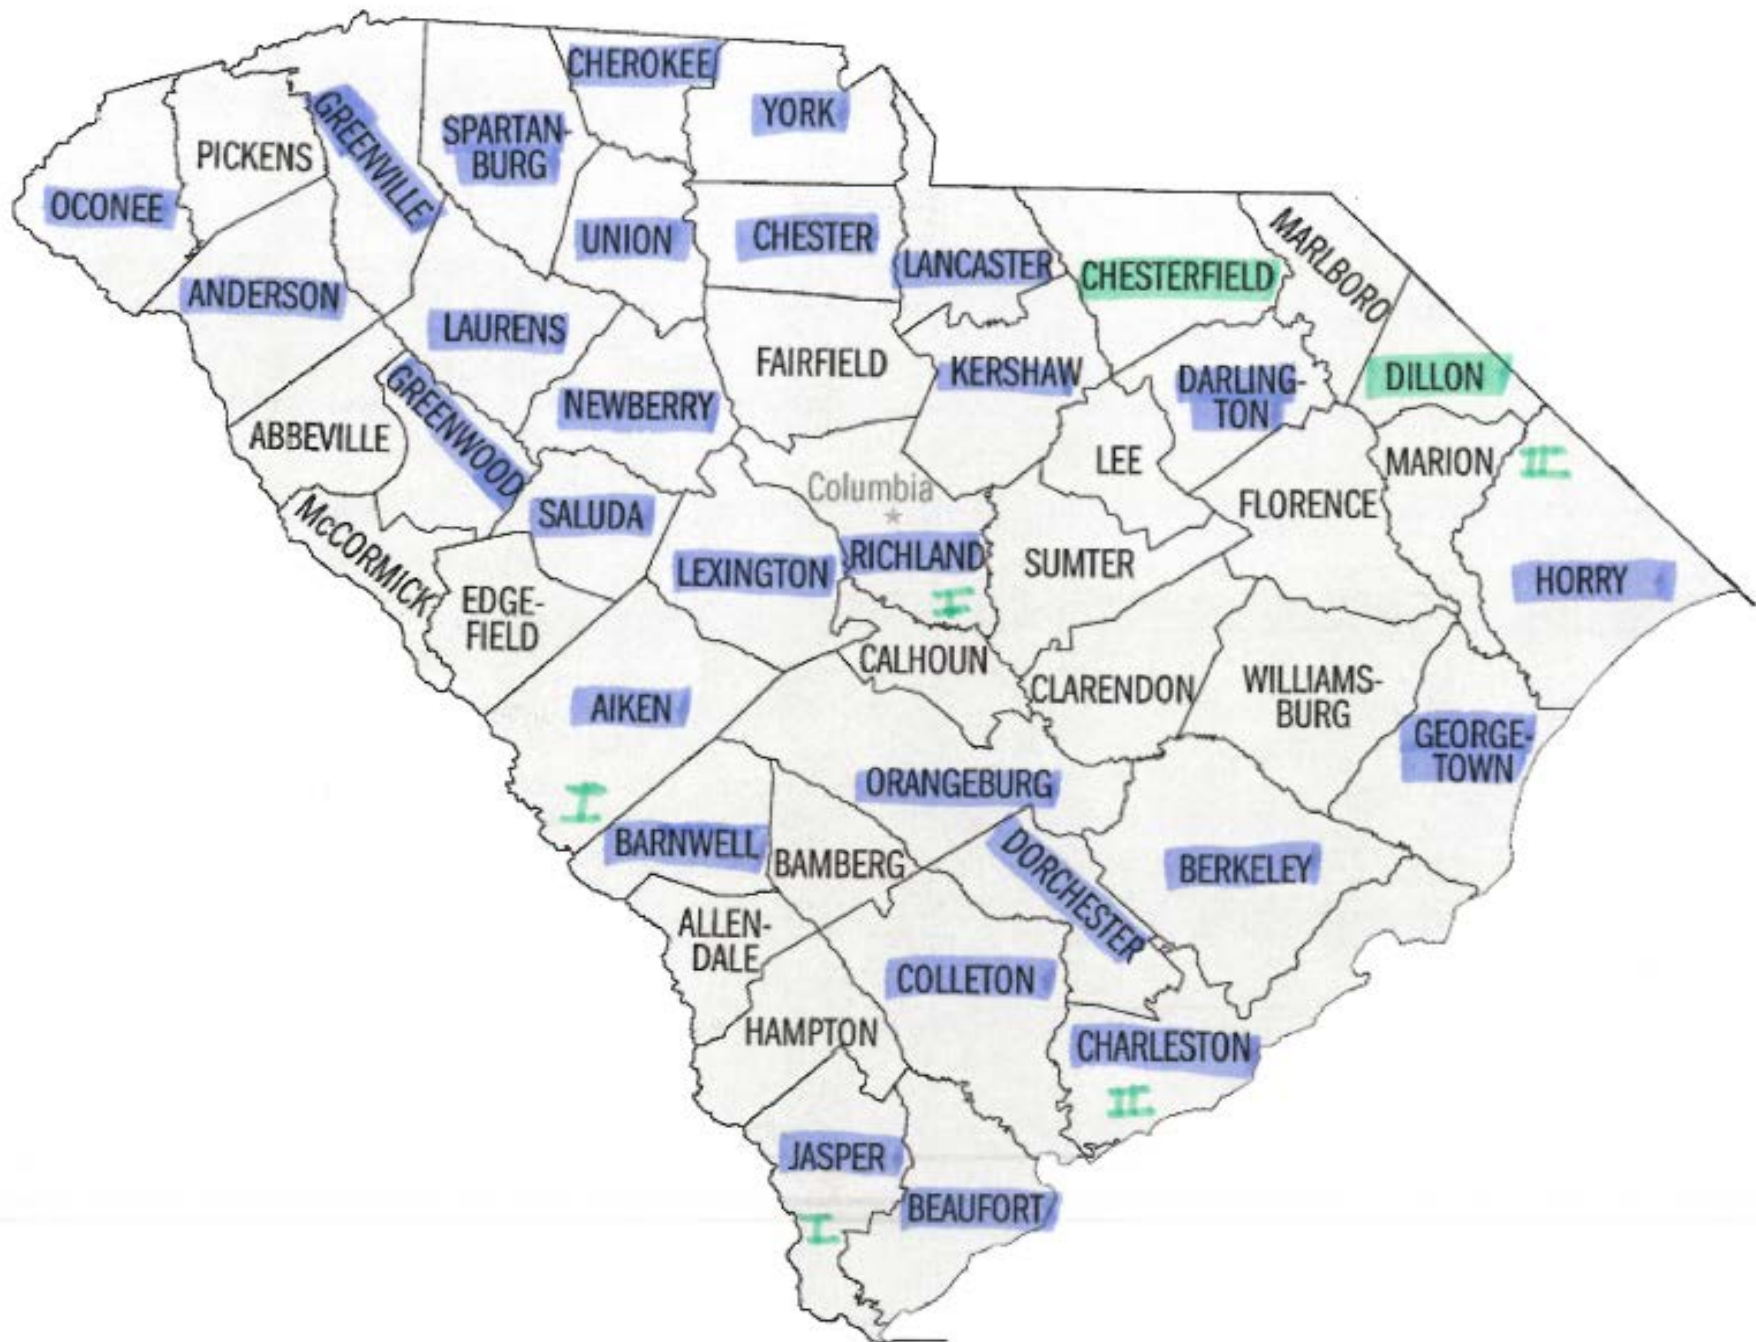 CHEROKEE
YORK
GREENVILLE
SPARTAN-
BURG
PICKENS
OCONEE
UNION
CHESTER
LANCASTER
CHESTERFIELD
MARLBORO
ANDERSON
LAURENS
FAIRFIELD
KERSHAW
DARLING-
TON
DILLON
GREENWOOD
NEWBERRY
ABBEVILLE
LEE
MARION
II
Columbia
FLORENCE
McCORMICK
SALUDA
RICHLAND
I
SUMTER
LEXINGTON
HORRY
EDGE-
FIELD
CALHOUN
CLARENDON
WILLIAMS-
BURG
AIKEN
I
GEORGE-
TOWN
ORANGEBURG
BARNWELL
BAMBERG
DORCHESTER
BERKELEY
ALLEN-
DALE
COLLETON
HAMPTON
CHARLESTON
II
JASPER
I
BEAUFORT